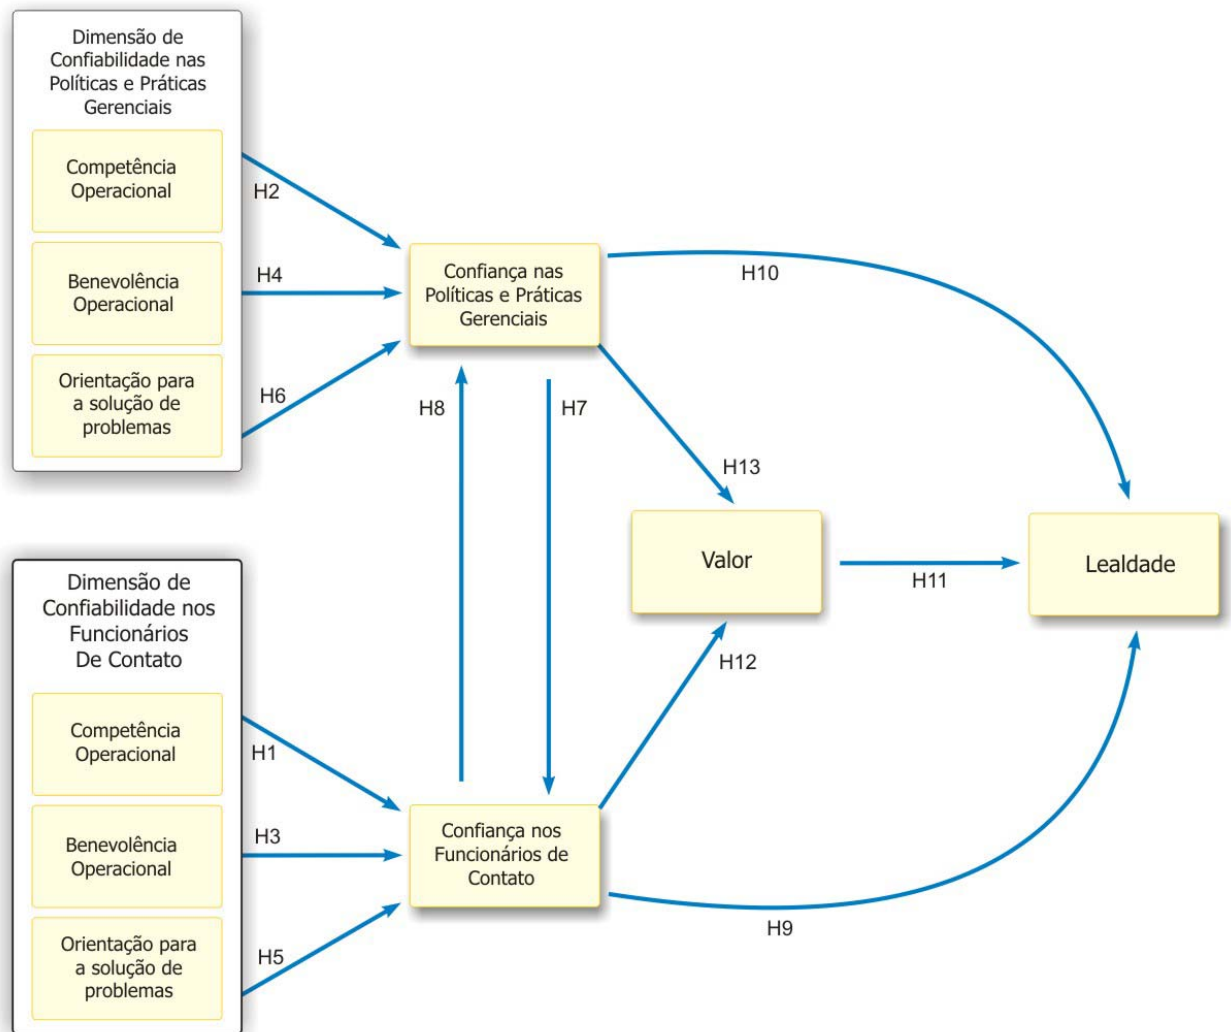 Dimensão de
Confiabilidade nas
Políticas e Práticas
Gerenciais
Competência
Operacional
H2
Benevolência
Operacional
H4
Orientação para
a solução de
problemas
H6
Confiança nas
Políticas e Práticas
Gerenciais
H10
H8
H7
H13
Valor
H11
Lealdade
Dimensão de
Confiabilidade nos
Funcionários
De Contato
H12
Competência
Operacional
H1
Benevolência
Operacional
H3
Orientação para
a solução de
problemas
H5
Confiança nos
Funcionários de
Contato
H9